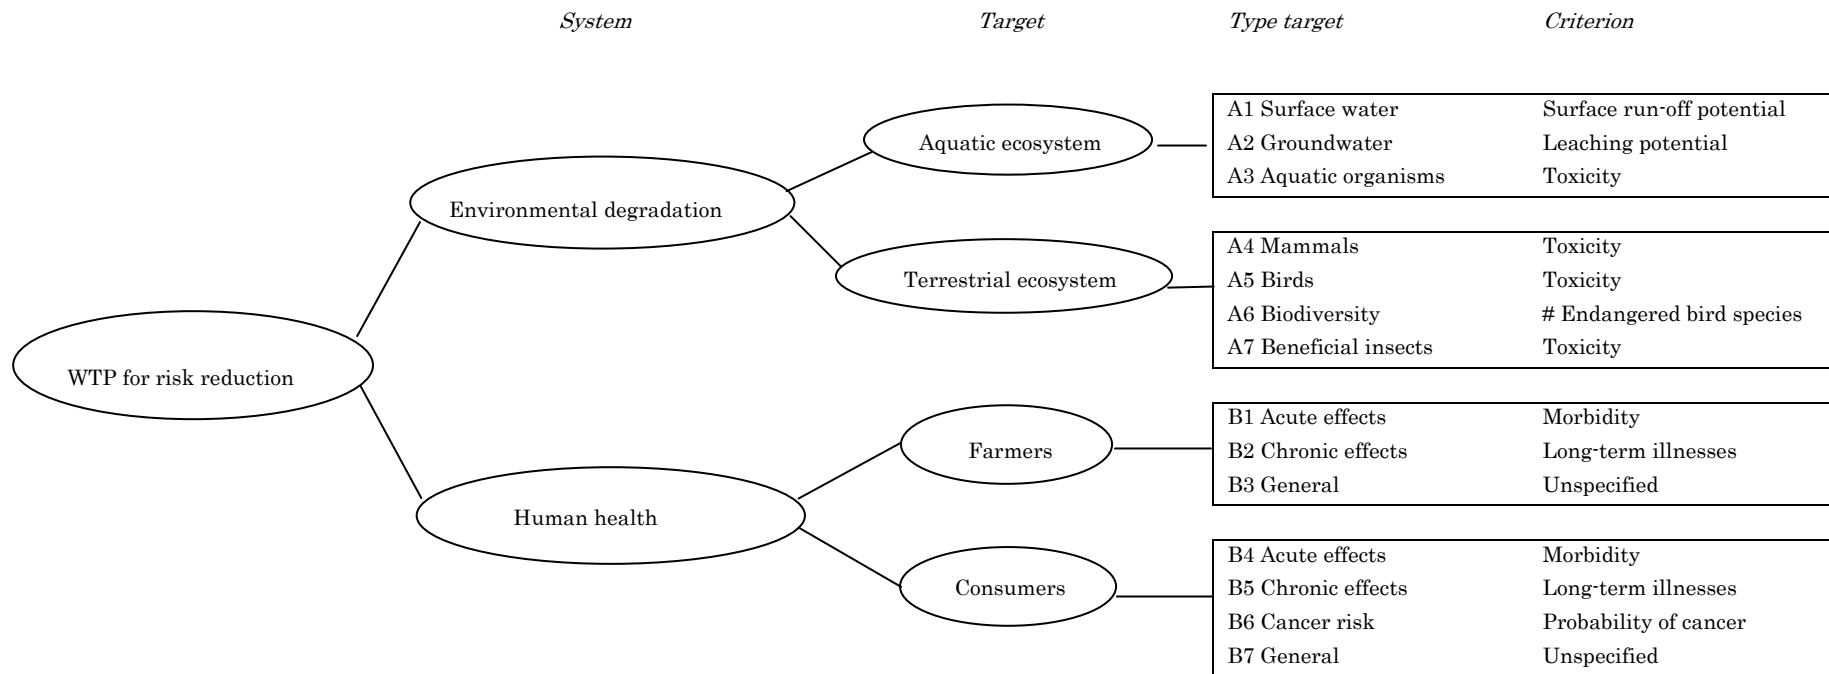 System Target Type target Criterion
Aquatic ecosystem
A1 Surface water Surface run-off potential
A2 Groundwater Leaching potential
A3 Aquatic organisms Toxicity
Environmental degradation
Terrestrial ecosystem
A4 Mammals Toxicity
A5 Birds Toxicity
A6 Biodiversity # Endangered bird species
A7 Beneficial insects Toxicity
WTP for risk reduction
Farmers
B1 Acute effects Morbidity
B2 Chronic effects Long-term illnesses
B3 General Unspecified
Human health
Consumers
B4 Acute effects Morbidity
B5 Chronic effects Long-term illnesses
B6 Cancer risk Probability of cancer
B7 General Unspecified